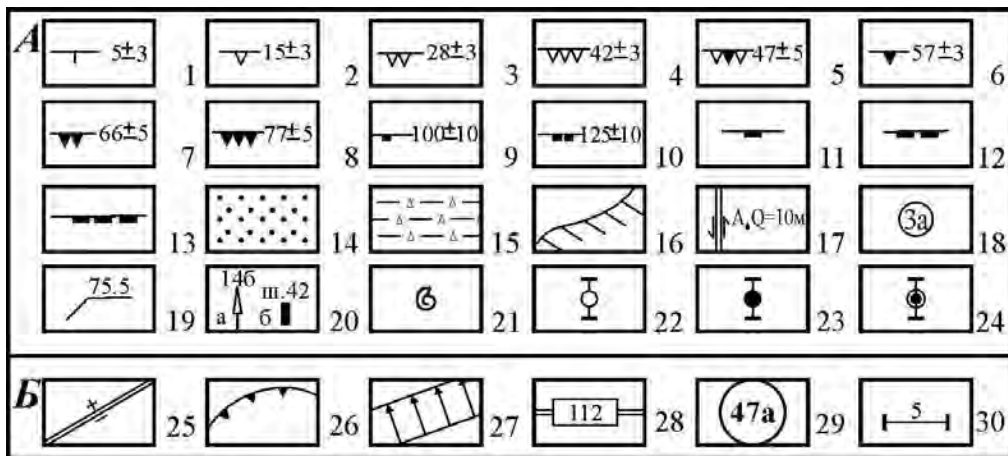 А 5±3 1 15±3 2 28±3 3 42±3 4 47±5 5 57±3 6
66±5 7 77±5 8 100±10 9 125±10 10 11 12
13 14 15 16 А,Q=10м 17 3а 18
75.5 19 14б ш.42
а б 20 21 22 23 24
Б 25 26 27 112 28 47а 29 5 30